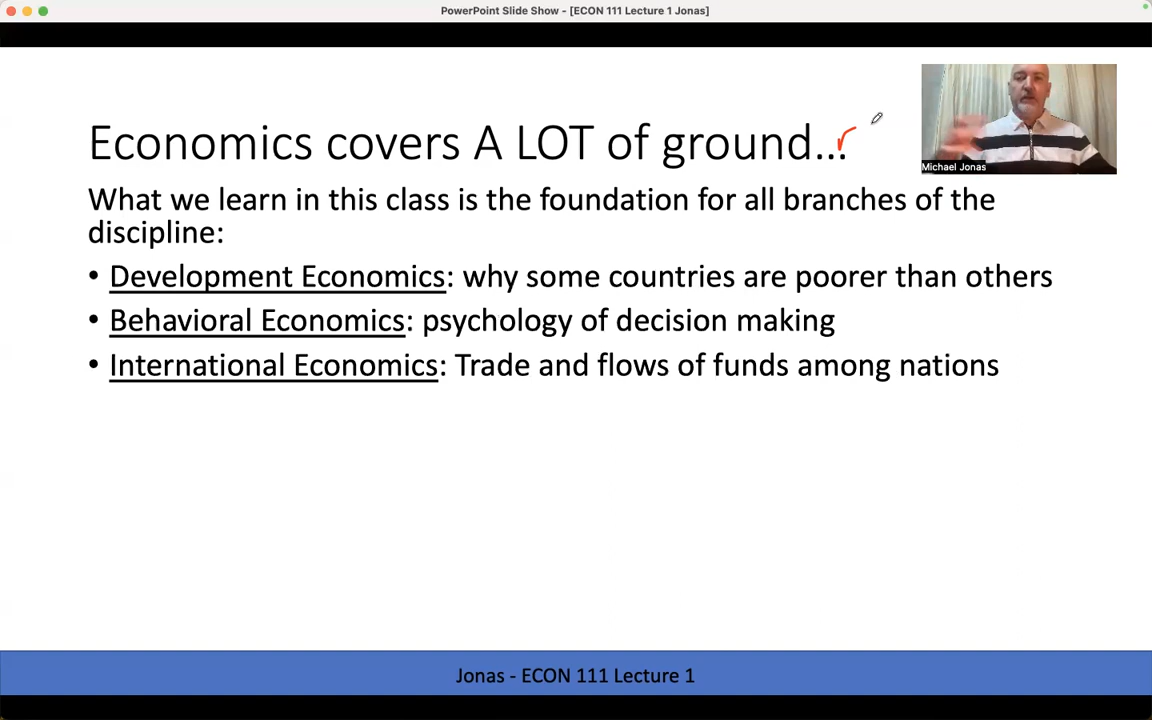 PowerPoint Slide Show - [ECON 111 Lecture 1 Jonas]
Economics covers A LOT of ground...
Michael Jonas
What we learn in this class is the foundation for all branches of the
discipline:
• Development Economics: why some countries are poorer than others
• Behavioral Economics: psychology of decision making
• International Economics: Trade and flows of funds among nations
Jonas - ECON 111 Lecture 1